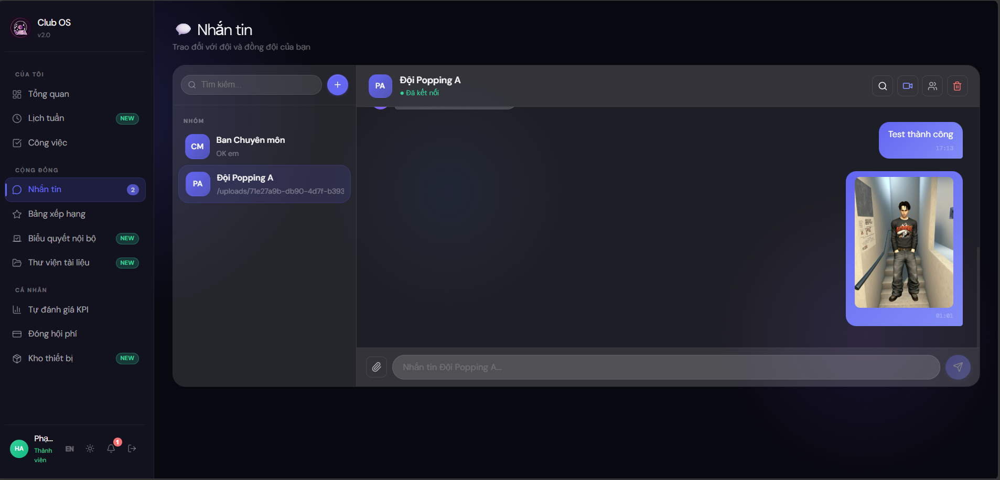 Club OS
v2.0
CỦA TÔI
Tổng quan
Lịch tuần NEW
Công việc
CỘNG ĐỒNG
Nhắn tin 2
Bảng xếp hạng
Biểu quyết nội bộ NEW
Thư viện tài liệu NEW
CÁ NHÂN
Tự đánh giá KPI
Đóng hội phí
Kho thiết bị NEW
HA
Phạ...
Thành
viên
EN
1
Nhắn tin
Trao đổi với đội và đồng đội của bạn
Tìm kiếm...
+
NHÓM
CM
Ban Chuyên môn
OK em
PA
Đội Popping A
/uploads/71e27a9b-db90-4d7f-b393
PA
Đội Popping A
● Đã kết nối
Test thành công
17:13
01:01
Nhắn tin Đội Popping A...